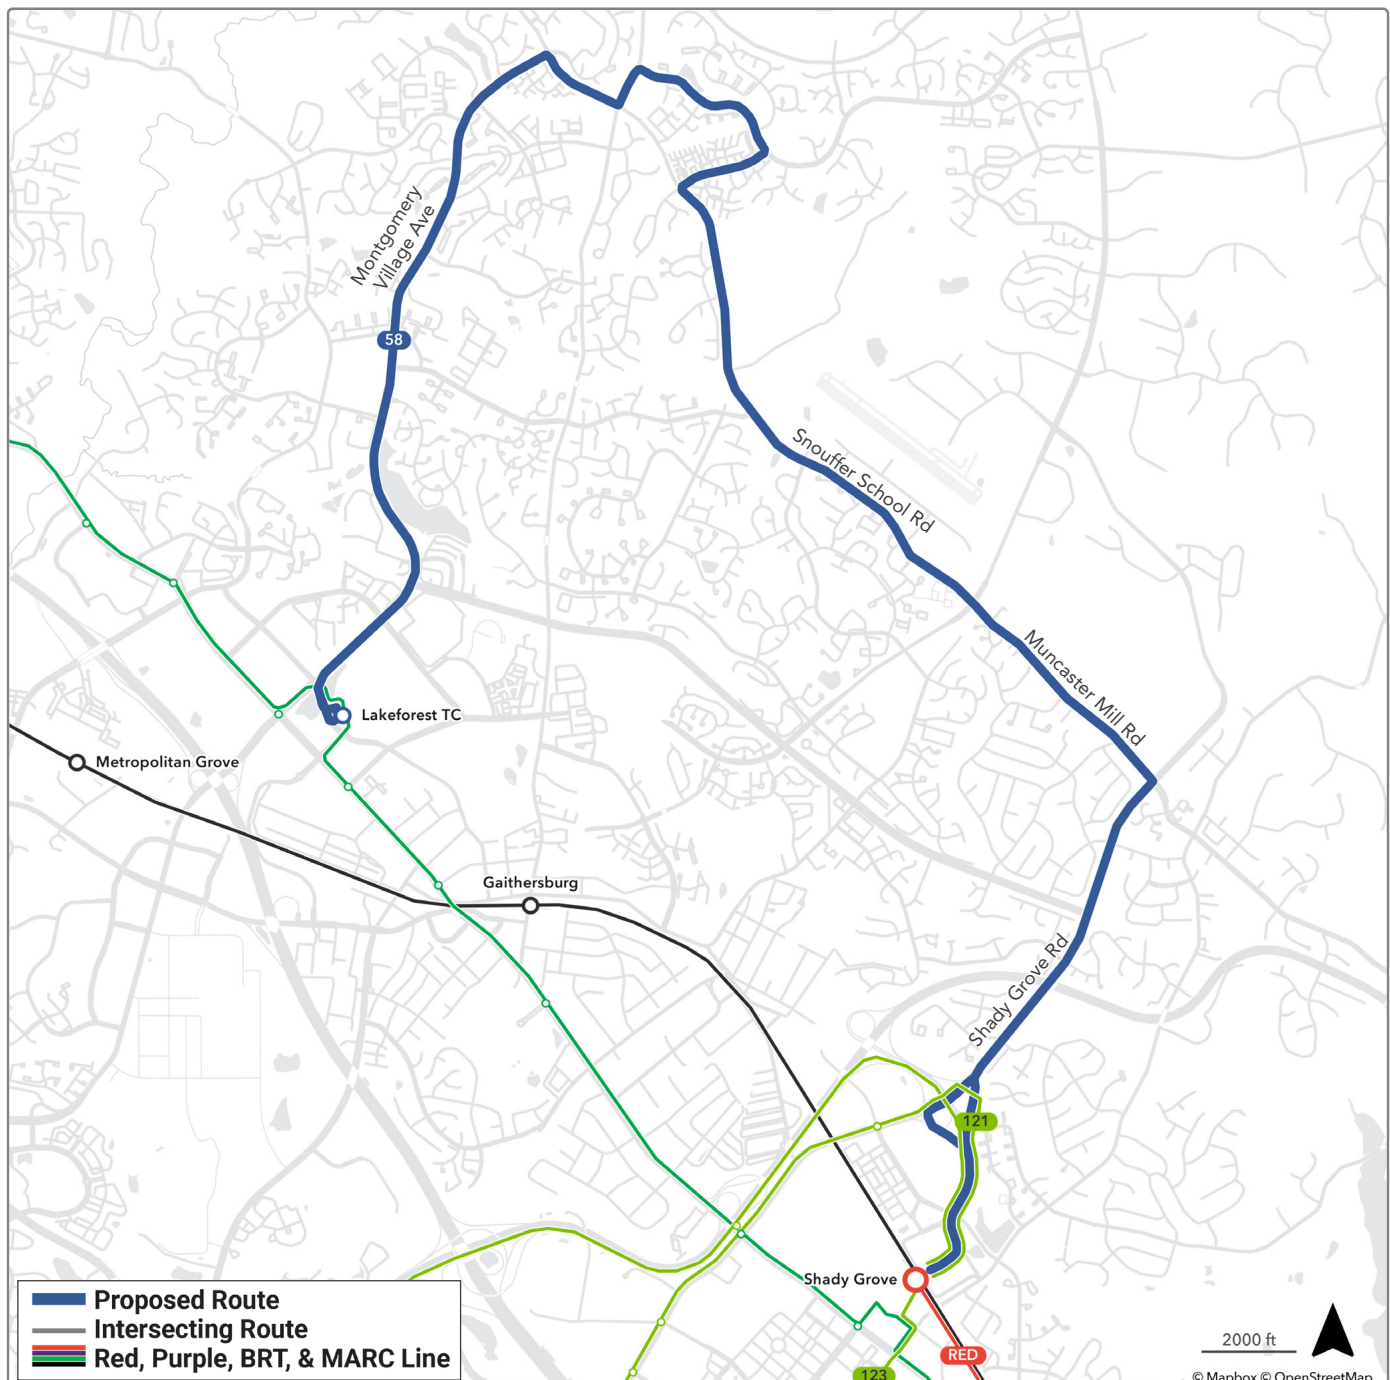 Montgomery
Village Ave
58
Snouffer School Rd
Muncaster Mill Rd
Lakeforest TC
Metropolitan Grove
Gaithersburg
Shady Grove Rd
121
Shady Grove
RED
123
Proposed Route
Intersecting Route
Red, Purple, BRT, & MARC Line
2000 ft
© Mapbox © OpenStreetMap